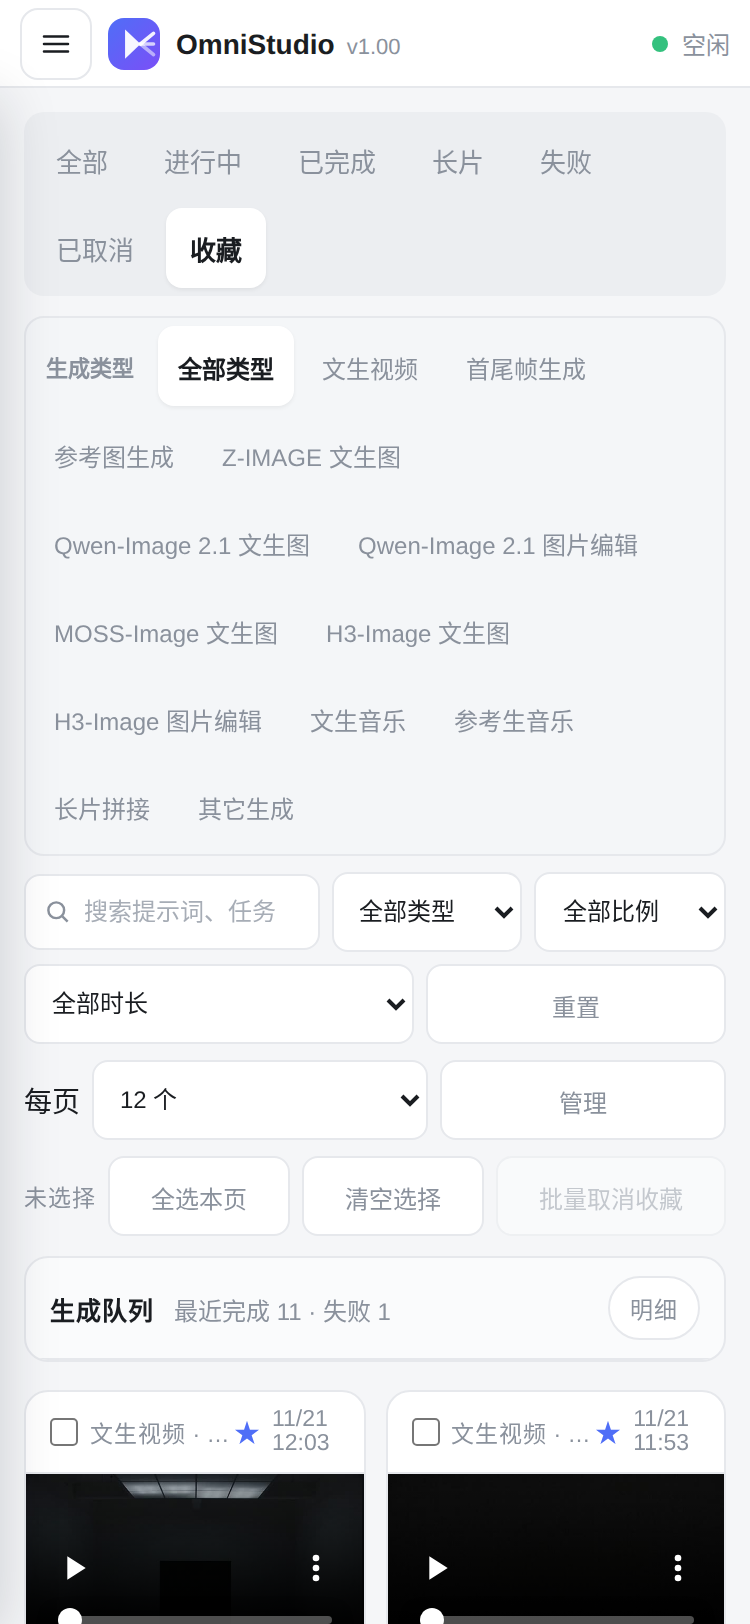 OmniStudio v1.00 空闲
全部 进行中 已完成 长片 失败
已取消 收藏
生成类型 全部类型 文生视频 首尾帧生成
参考图生成 Z-IMAGE 文生图
Qwen-Image 2.1 文生图 Qwen-Image 2.1 图片编辑
MOSS-Image 文生图 H3-Image 文生图
H3-Image 图片编辑 文生音乐 参考生音乐
长片拼接 其它生成
搜索提示词、任务 全部类型 全部比例
全部时长 重置
每页 12 个 管理
未选择 全选本页 清空选择 批量取消收藏
生成队列 最近完成 11 · 失败 1 明细
文生视频 · … ★ 11/21 12:03
文生视频 · … ★ 11/21 11:53